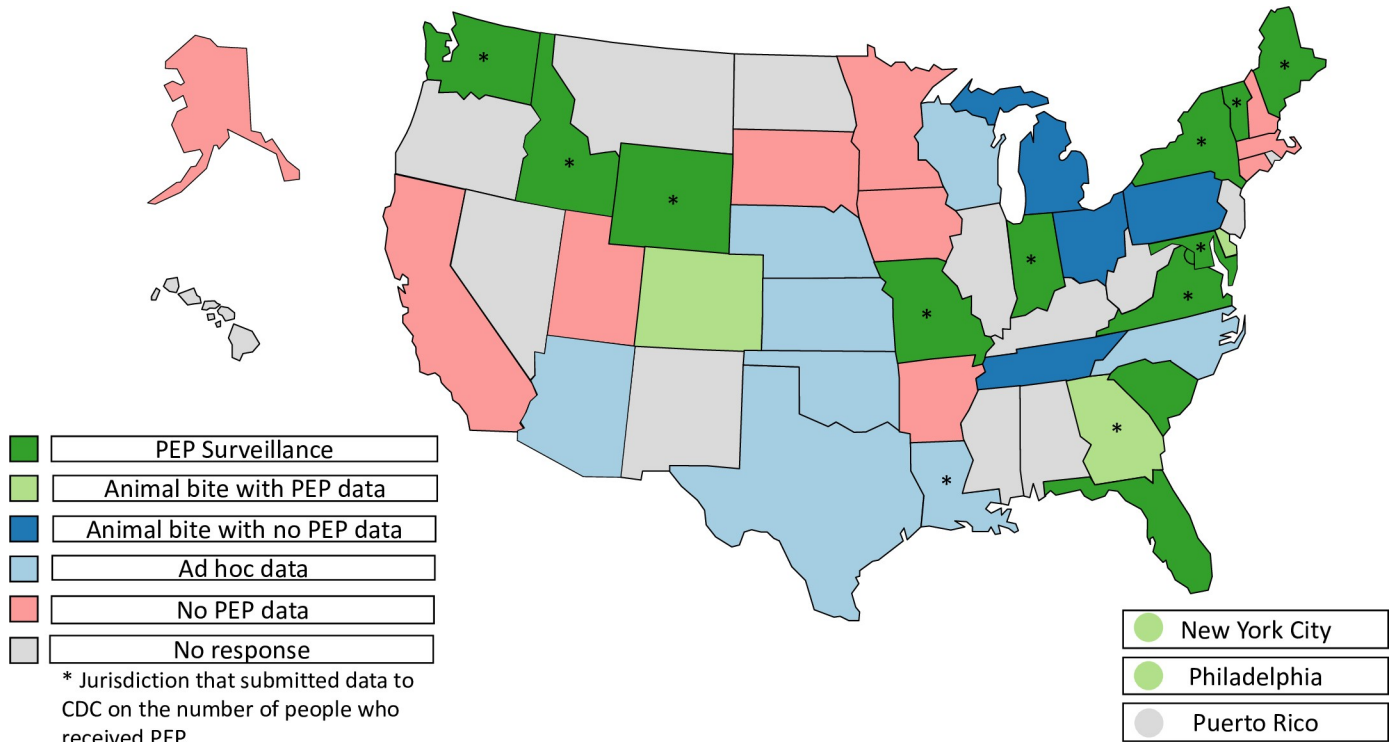 PEP Surveillance
Animal bite with PEP data
Animal bite with no PEP data
Ad hoc data
No PEP data
No response
* Jurisdiction that submitted data to
CDC on the number of people who
received PEP
New York City
Philadelphia
Puerto Rico
*
*
*
*
*
*
*
*
*
*
*
*